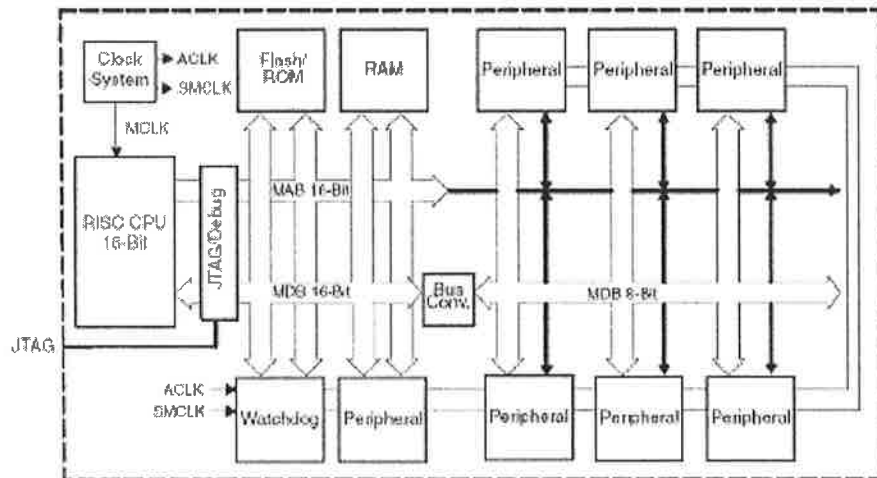 Clock System
ACLK
SMCLK
MCLK
Flash/ ROM
RAM
Peripheral
Peripheral
Peripheral
RISC CPU 16-Bit
JTAG/Debug
MAB 16-Bit
MDB 16-Bit
Bus Conv.
MDB 8-Bit
JTAG
ACLK
SMCLK
Watchdog
Peripheral
Peripheral
Peripheral
Peripheral